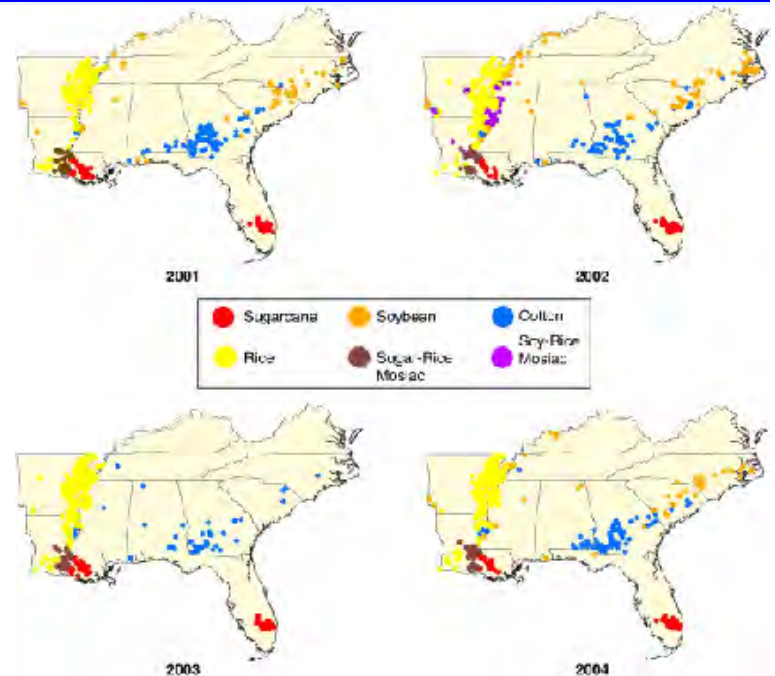 2001
2002
Sugarcane
Soybean
Cotton
Rice
Sugar-Rice
Mosiac
Soy-Rice
Mosiac
2003
2004